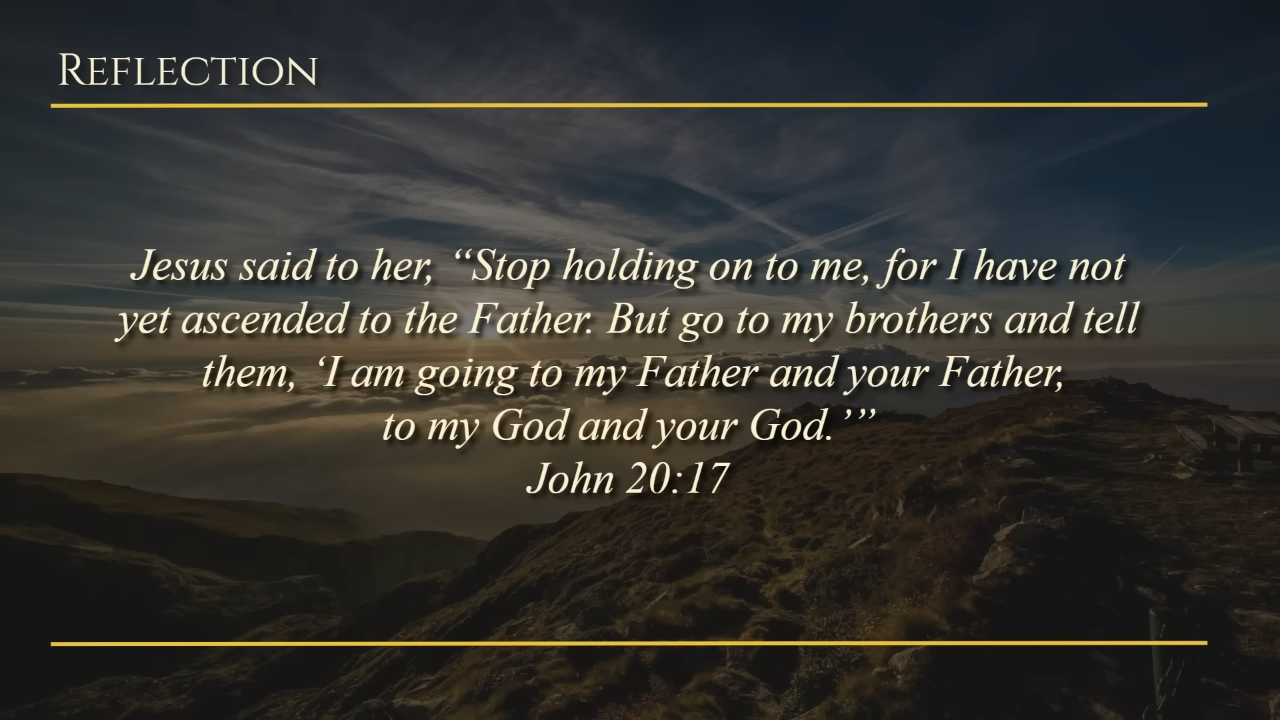 Reflection
Jesus said to her, “Stop holding on to me, for I have not
yet ascended to the Father. But go to my brothers and tell
them, ‘I am going to my Father and your Father,
to my God and your God.’”
John 20:17